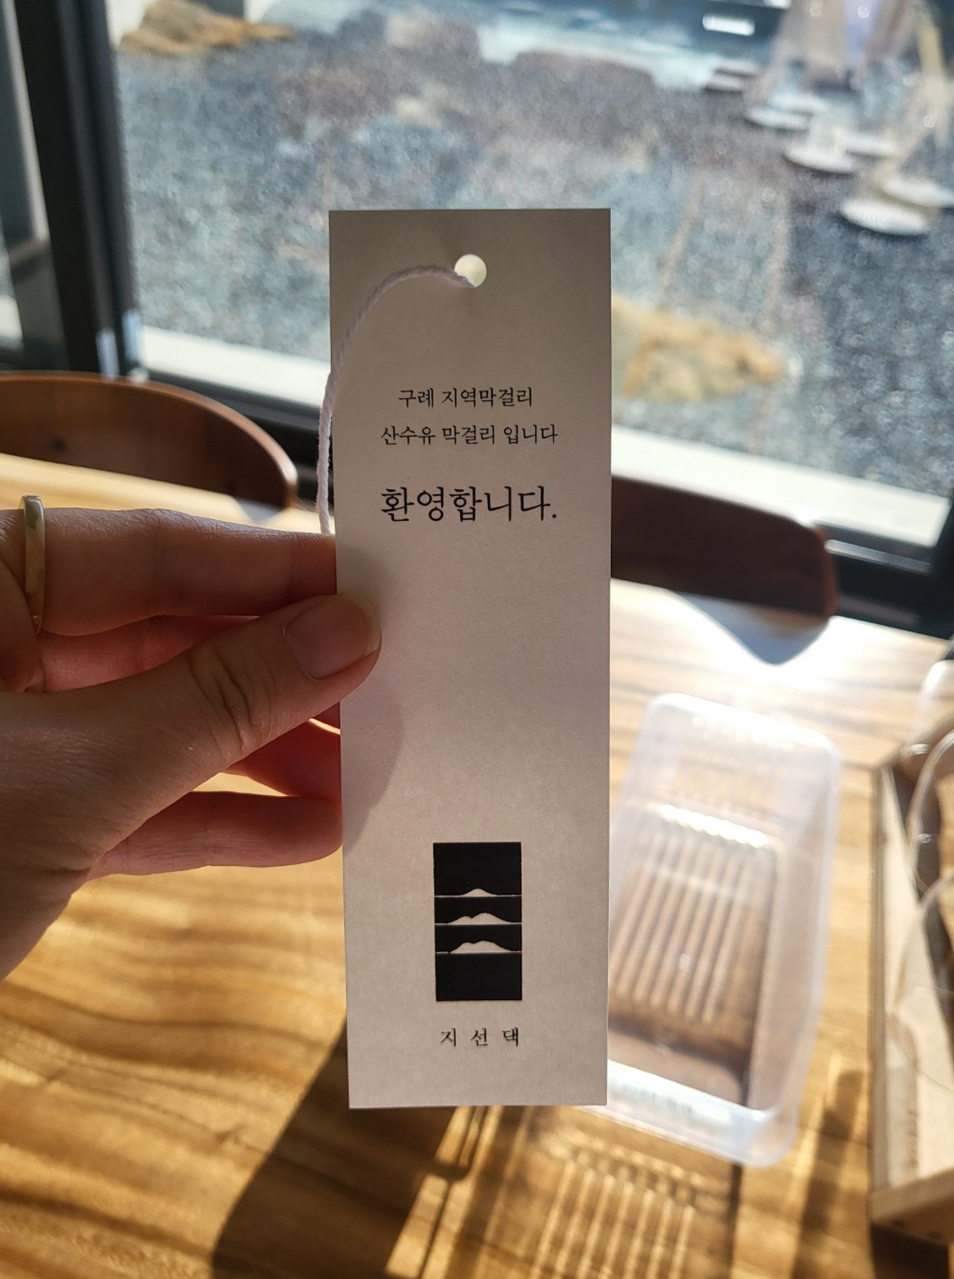 구례 지역막걸리
산수유 막걸리 입니다
환영합니다.
지선댁